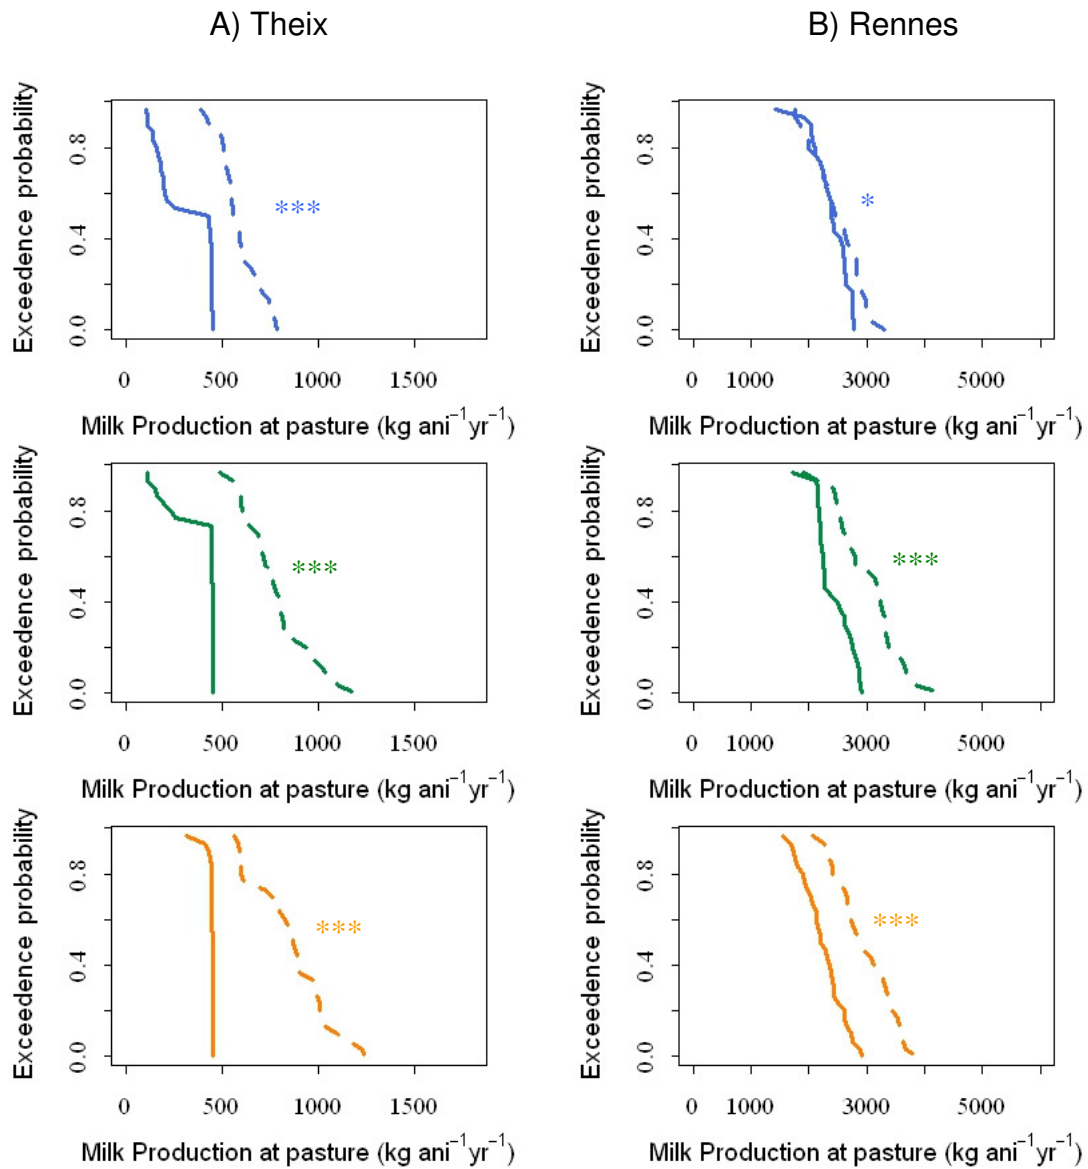 A) Theix
B) Rennes
Exceedence probability
0.0 0.4 0.8
***
0 500 1000 1500
Milk Production at pasture (kg ani⁻¹yr⁻¹)
Exceedence probability
0.0 0.4 0.8
*
0 1000 3000 5000
Milk Production at pasture (kg ani⁻¹yr⁻¹)
Exceedence probability
0.0 0.4 0.8
***
0 500 1000 1500
Milk Production at pasture (kg ani⁻¹yr⁻¹)
Exceedence probability
0.0 0.4 0.8
***
0 1000 3000 5000
Milk Production at pasture (kg ani⁻¹yr⁻¹)
Exceedence probability
0.0 0.4 0.8
***
0 500 1000 1500
Milk Production at pasture (kg ani⁻¹yr⁻¹)
Exceedence probability
0.0 0.4 0.8
***
0 1000 3000 5000
Milk Production at pasture (kg ani⁻¹yr⁻¹)